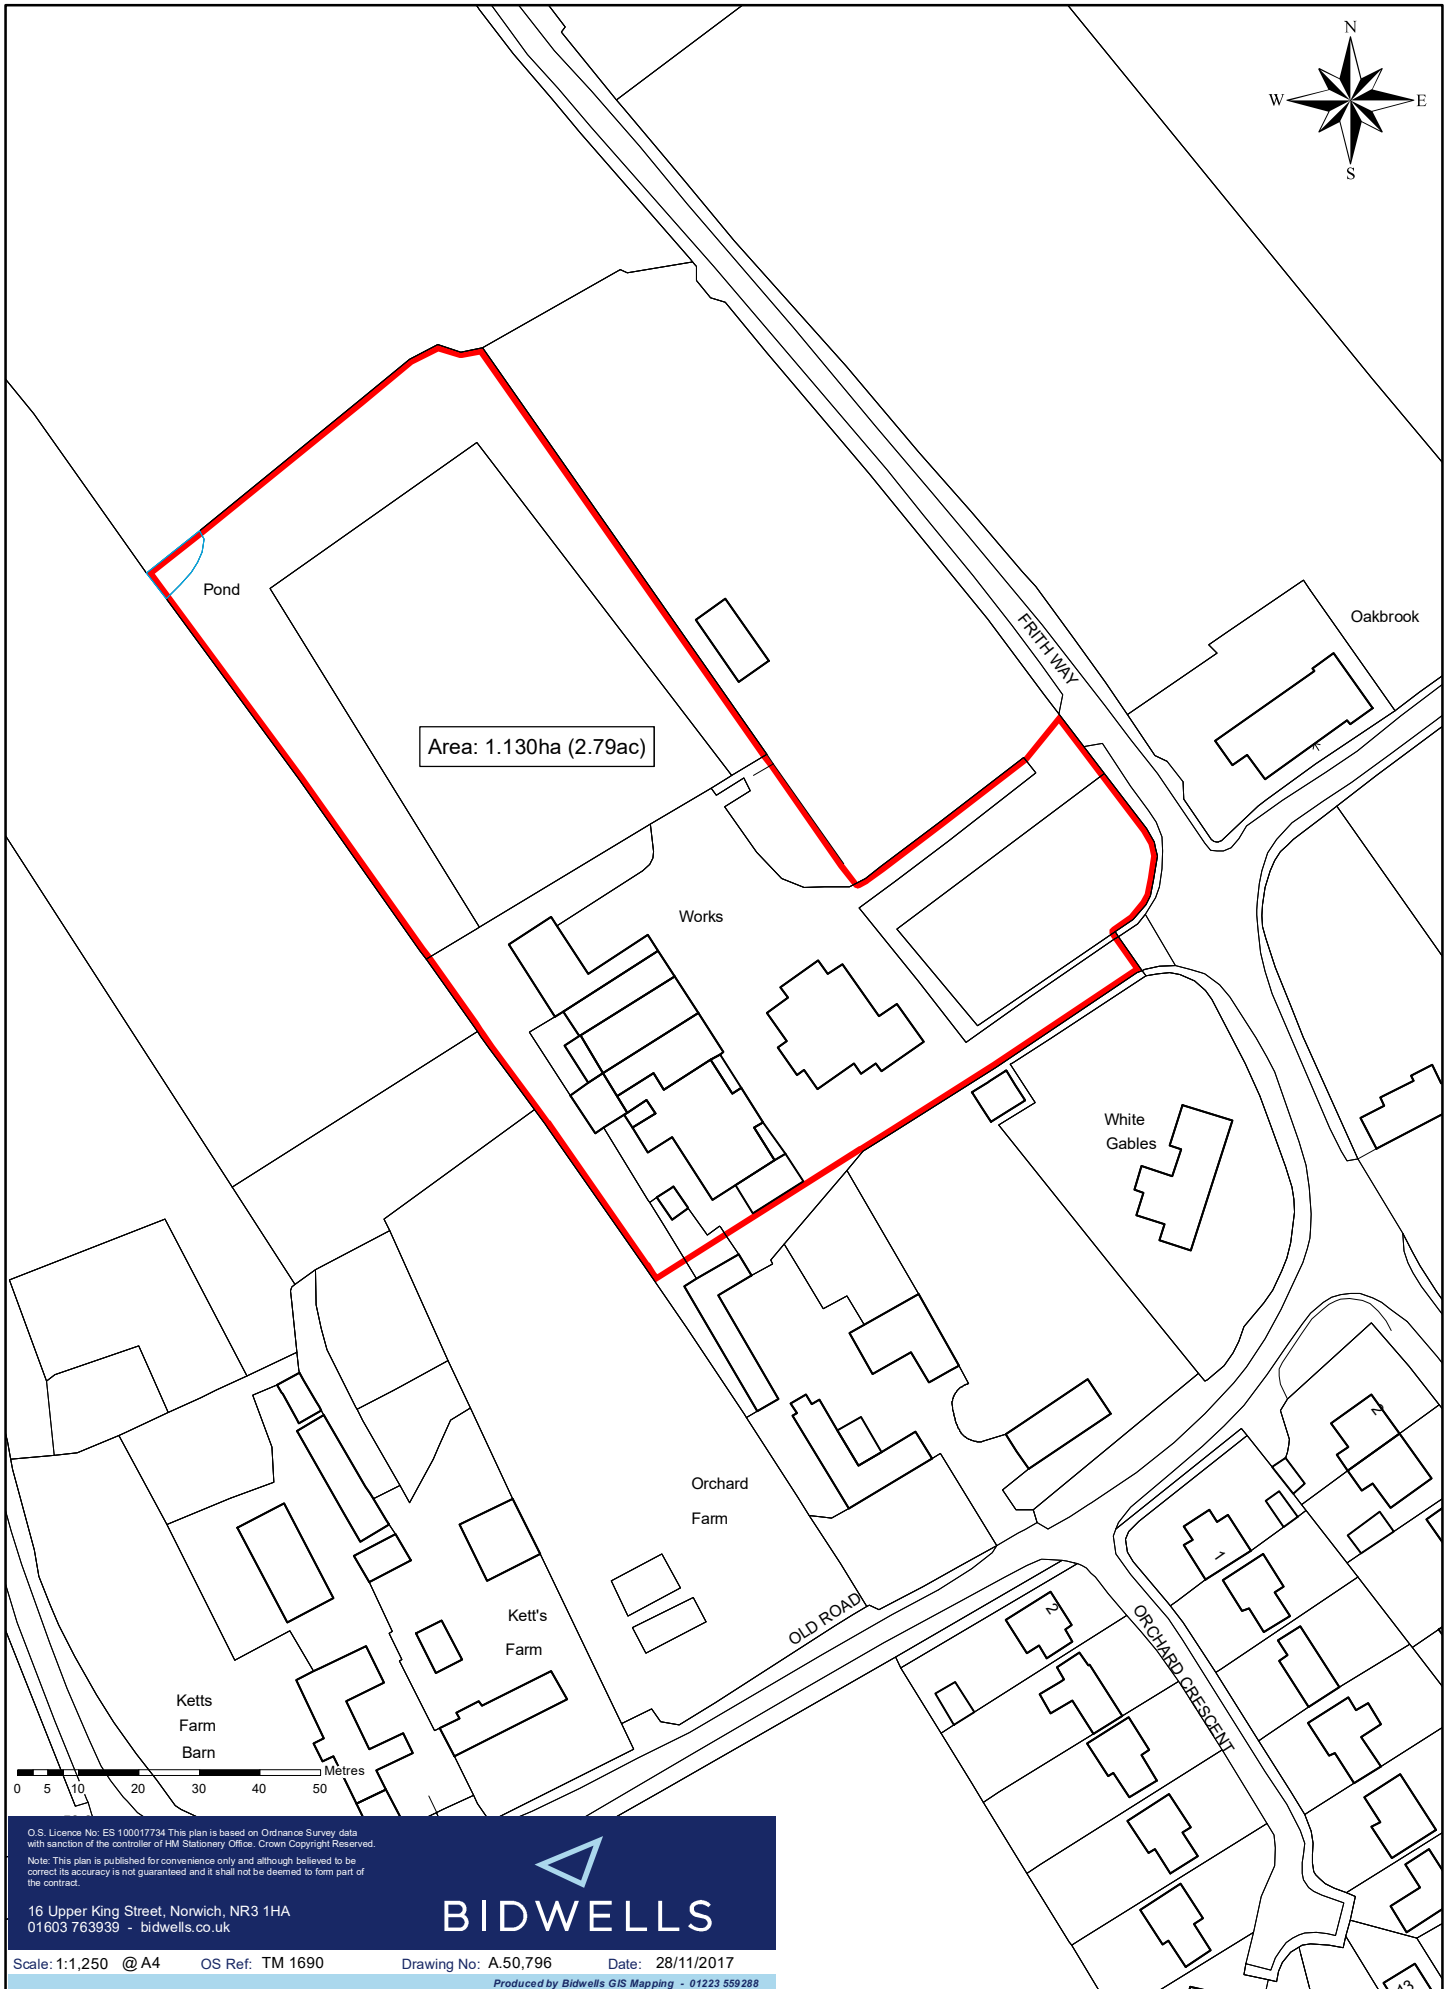 N
W
E
S
Oakbrook
FRITH WAY
Pond
Area: 1.130ha (2.79ac)
Works
White
Gables
Orchard
Farm
2
1
2
OLD ROAD
ORCHARD CRESCENT
Kett's
Farm
Ketts
Farm
Barn
Metres
0 5 10 20 30 40 50
13
O.S. Licence No: ES 100017734 This plan is based on Ordnance Survey data
with sanction of the controller of HM Stationery Office. Crown Copyright Reserved.
Note: This plan is published for convenience only and although believed to be
correct its accuracy is not guaranteed and it shall not be deemed to form part of
the contract.
16 Upper King Street, Norwich, NR3 1HA
01603 763939 - bidwells.co.uk
BIDWELLS
Scale: 1:1,250 @ A4 OS Ref: TM 1690 Drawing No: A.50,796 Date: 28/11/2017
Produced by Bidwells GIS Mapping - 01223 559288